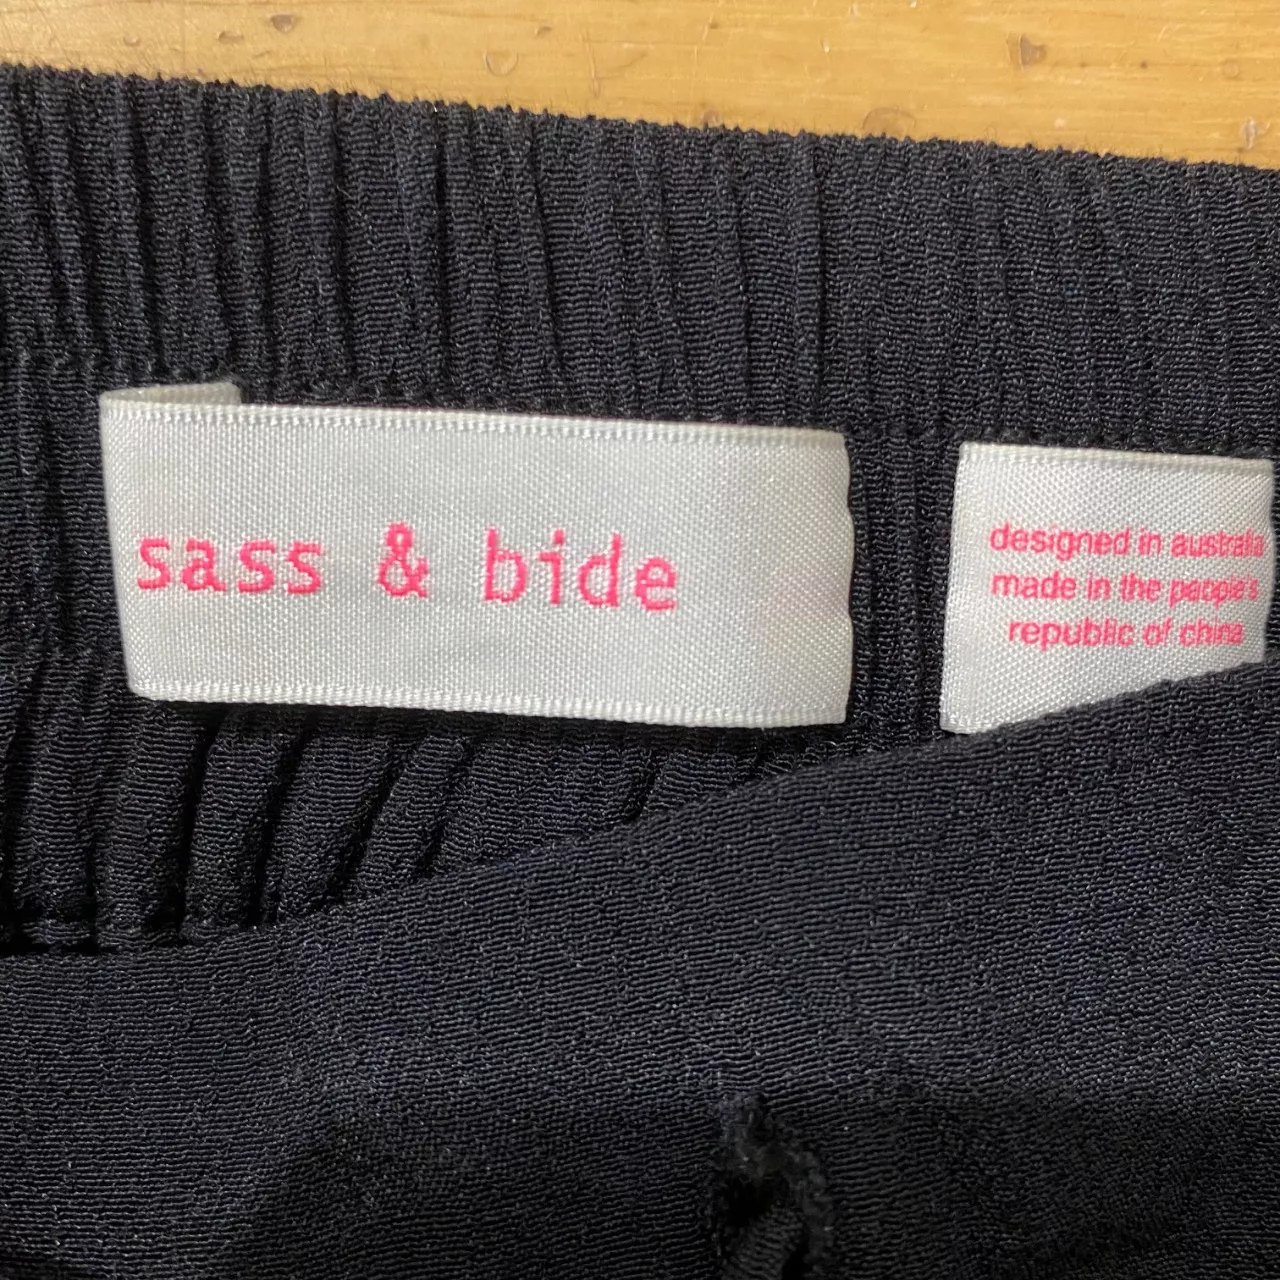 sass & bide
designed in australia
made in the people's
republic of china